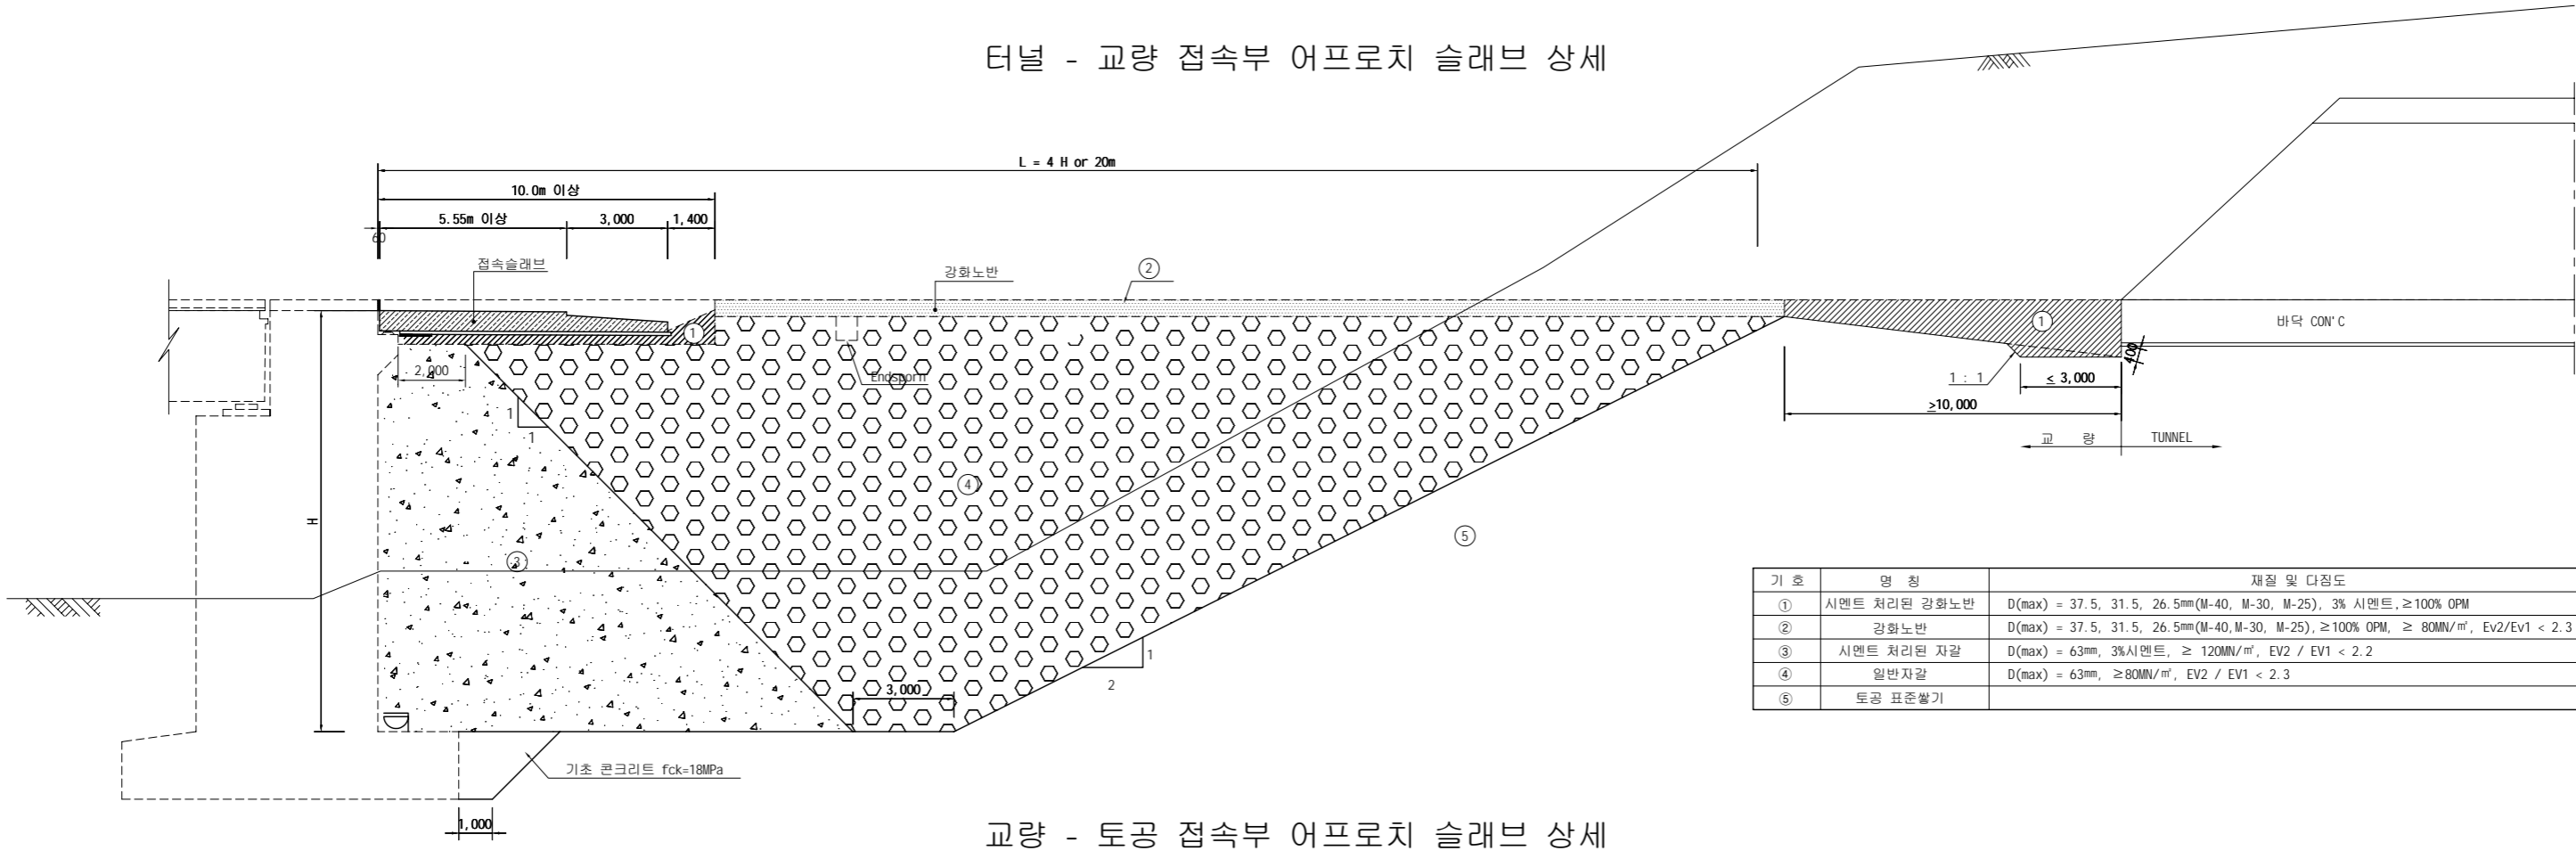 터널 - 교량 접속부 어프로치 슬래브 상세
L = 4 H or 20m
10.0m 이상
5.55m 이상
3,000
1,400
60
접속슬래브
강화노반
②
①
①
바닥 CON'C
400
2,000
Endsporn
1 : 1
≤ 3,000
≥10,000
1
1
교 량
TUNNEL
④
H
⑤
③
1
2
3,000
기 호 명 칭 재질 및 다짐도
① 시멘트 처리된 강화노반 D(max) = 37.5, 31.5, 26.5㎜(M-40, M-30, M-25), 3% 시멘트,≥100% OPM
② 강화노반 D(max) = 37.5, 31.5, 26.5㎜(M-40,M-30, M-25),≥100% OPM, ≥ 80MN/㎡, Ev2/Ev1 < 2.3
③ 시멘트 처리된 자갈 D(max) = 63㎜, 3%시멘트, ≥ 120MN/㎡, EV2 / EV1 < 2.2
④ 일반자갈 D(max) = 63㎜, ≥80MN/㎡, EV2 / EV1 < 2.3
⑤ 토공 표준쌓기
기초 콘크리트 fck=18MPa
1,000
교량 - 토공 접속부 어프로치 슬래브 상세